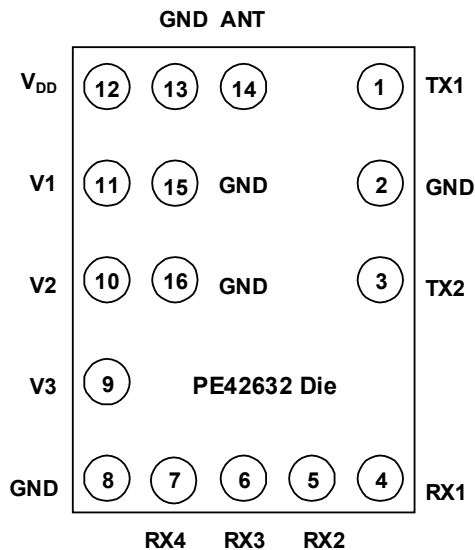 GND ANT
VDD 12 13 14 1 TX1
V1 11 15 GND 2 GND
V2 10 16 GND 3 TX2
V3 9 PE42632 Die
GND 8 7 6 5 4 RX1
RX4 RX3 RX2